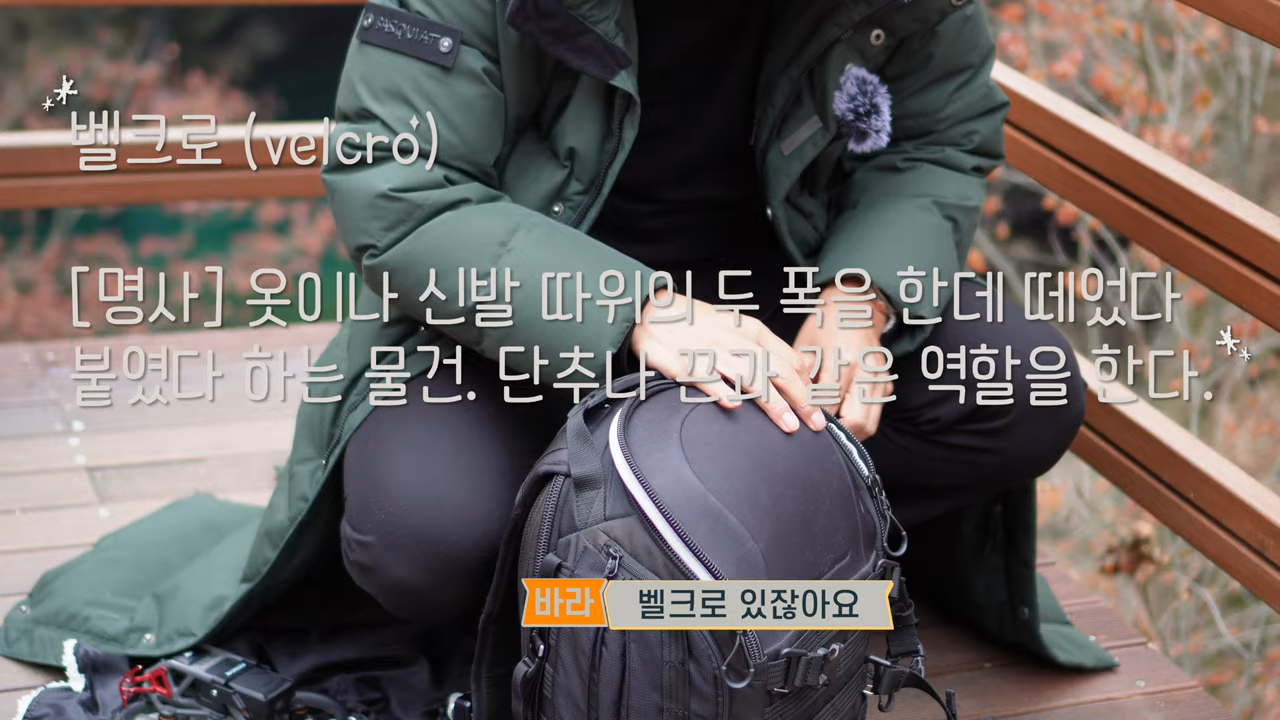 PASQUIAT
벨크로 (velcro)
[명사] 옷이나 신발 따위의 두 폭을 한데 떼었다
붙였다 하는 물건. 단추나 끈과 같은 역할을 한다.
바라 벨크로 있잖아요